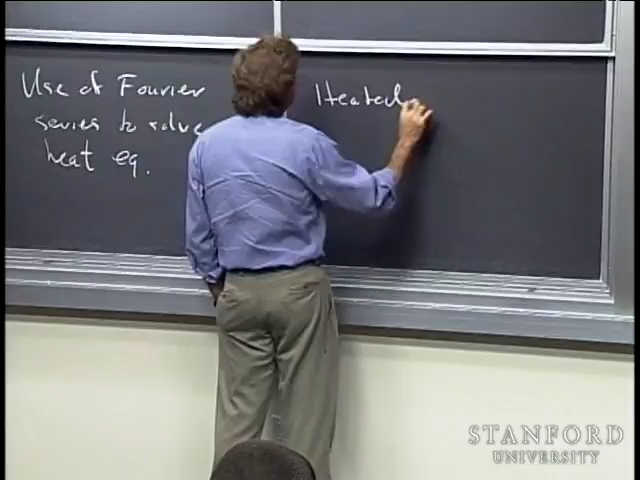 Use of Fourier
series to solve
heat eq.
Heated
STANFORD
UNIVERSITY